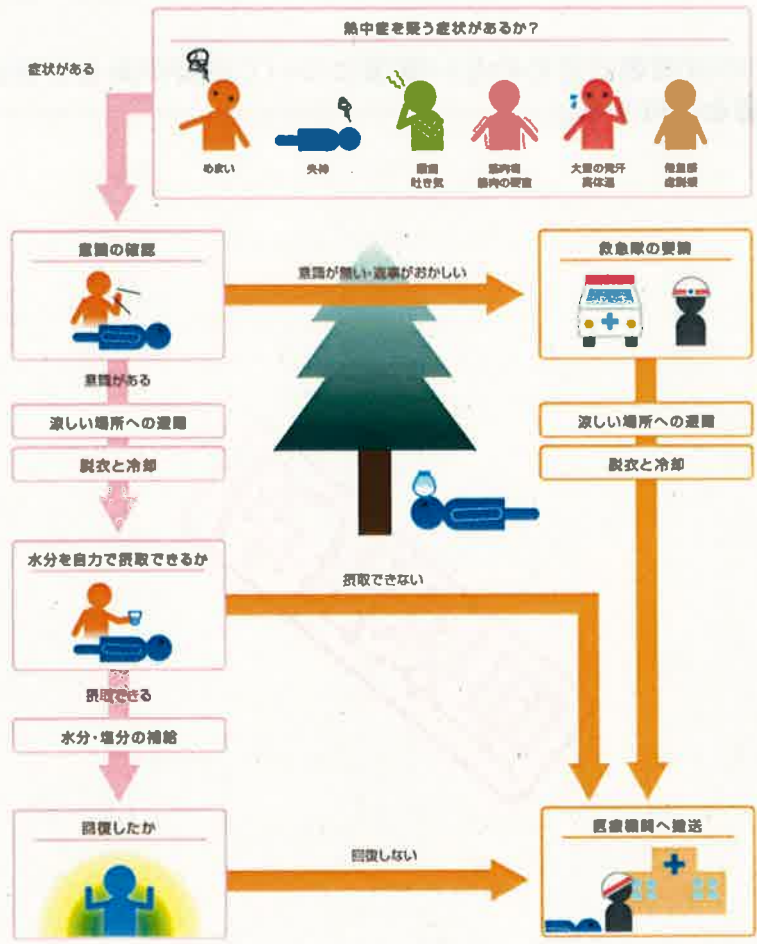 熱中症を疑う症状があるか？
症状がある
めまい
失神
頭痛
吐き気
筋肉痛
筋肉の硬直
大量の発汗
高体温
倦怠感
虚脱感
意識の確認
意識が無い・返事がおかしい
救急隊の要請
意識がある
涼しい場所への避難
涼しい場所への避難
脱衣と冷却
脱衣と冷却
水分を自力で摂取できるか
摂取できない
摂取できる
水分・塩分の補給
回復したか
回復しない
医療機関へ搬送